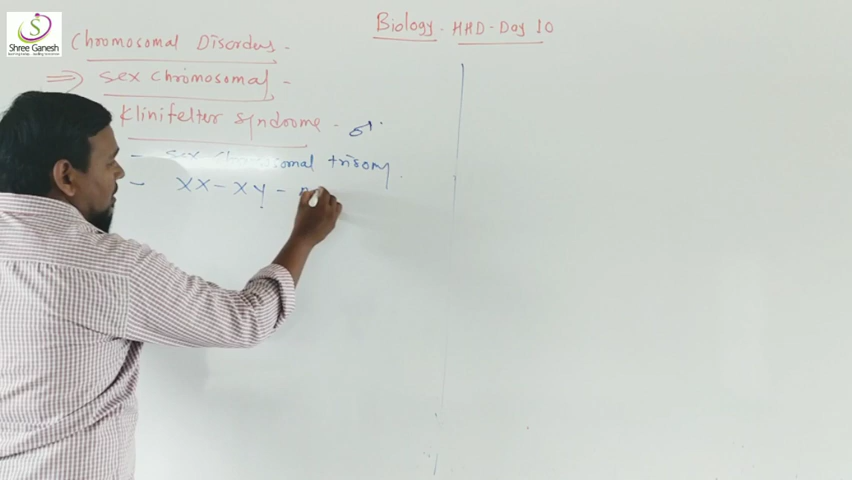 Shree Ganesh
Biology - HHD - Day 10
Chromosomal Disorders -
⇒ Sex chromosomal -
Klinifelter syndrome - ♂
- sex chromosomal trisomy.
- XX - XY -